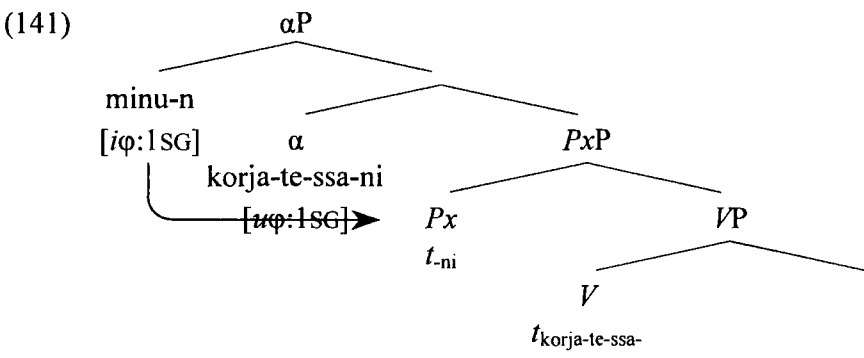 (141) αP
minu-n
[iφ:1SG] α PxP
korja-te-ssa-ni
[uφ:1SG] Px VP
t-ni
V
tkorja-te-ssa-